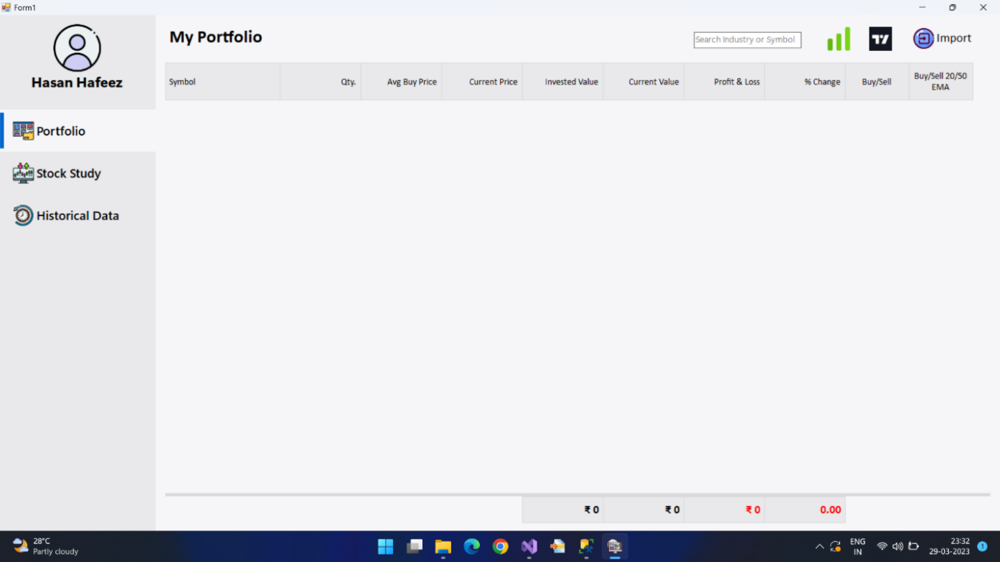 Form1
Hasan Hafeez
Portfolio
Stock Study
Historical Data
My Portfolio
Search Industry or Symbol
Import
Symbol
Qty.
Avg Buy Price
Current Price
Invested Value
Current Value
Profit & Loss
% Change
Buy/Sell
Buy/Sell 20/50
EMA
₹ 0
₹ 0
₹ 0
0.00
28°C
Partly cloudy
ENG
IN
23:32
29-03-2023
1